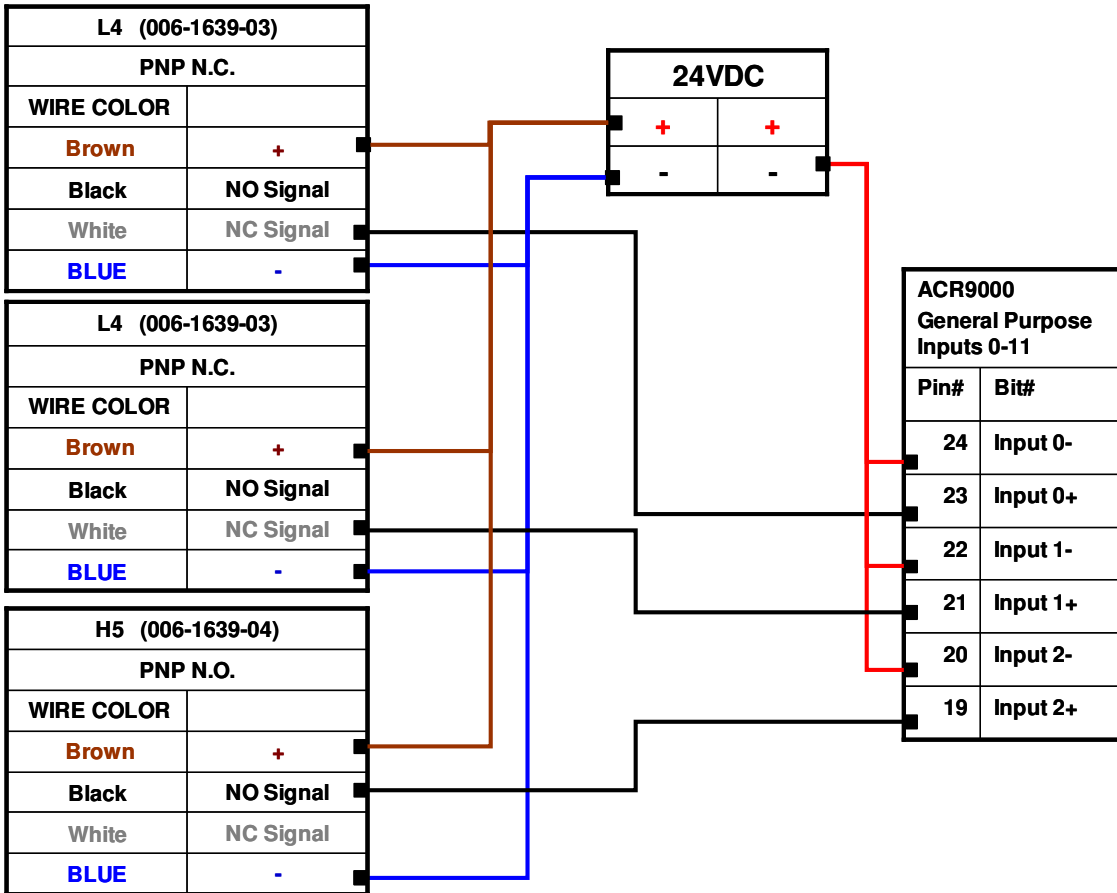 L4 (006-1639-03)
PNP N.C.
WIRE COLOR
Brown +
Black NO Signal
White NC Signal
BLUE -
L4 (006-1639-03)
PNP N.C.
WIRE COLOR
Brown +
Black NO Signal
White NC Signal
BLUE -
H5 (006-1639-04)
PNP N.O.
WIRE COLOR
Brown +
Black NO Signal
White NC Signal
BLUE -
24VDC
+ +
- -
ACR9000
General Purpose
Inputs 0-11
Pin# Bit#
24 Input 0-
23 Input 0+
22 Input 1-
21 Input 1+
20 Input 2-
19 Input 2+